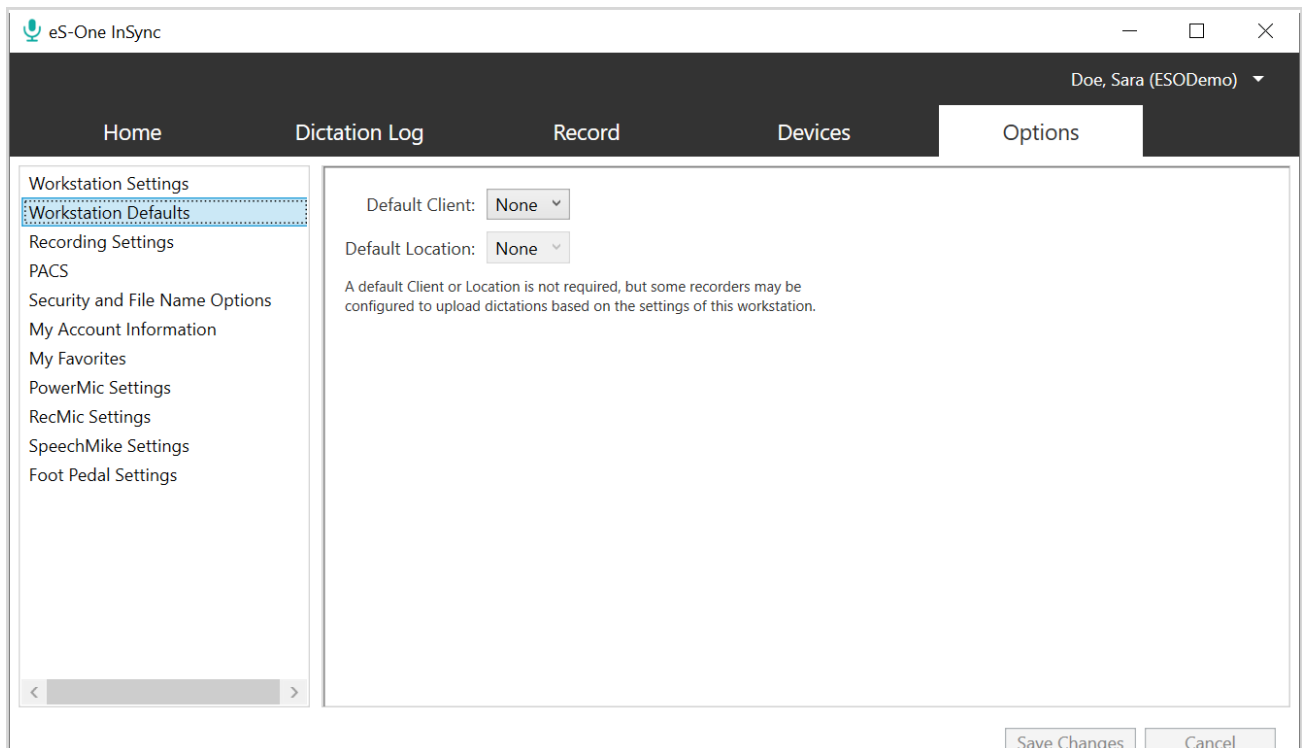 eS-One InSync
Doe, Sara (ESODemo)
Home Dictation Log Record Devices Options
Workstation Settings
Workstation Defaults
Recording Settings
PACS
Security and File Name Options
My Account Information
My Favorites
PowerMic Settings
RecMic Settings
SpeechMike Settings
Foot Pedal Settings
Default Client: None
Default Location: None
A default Client or Location is not required, but some recorders may be
configured to upload dictations based on the settings of this workstation.
Save Changes Cancel